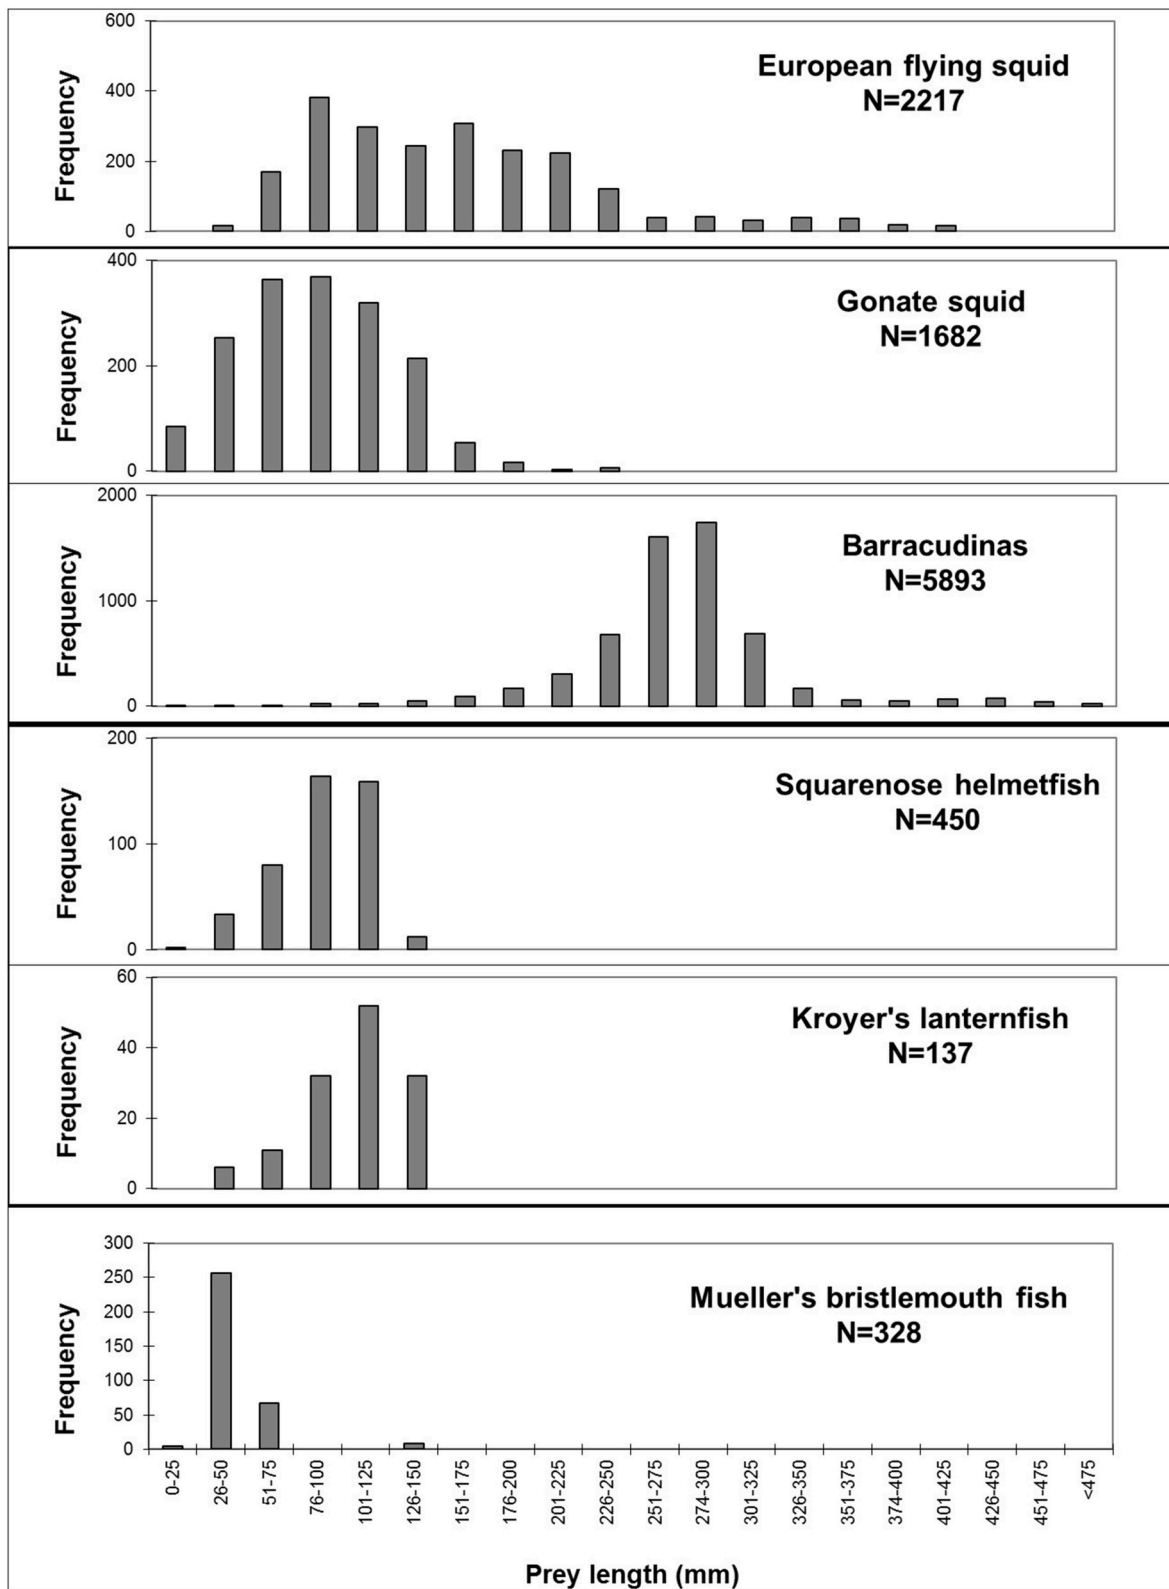 600
400
200
0
Frequency
European flying squid
N=2217
400
200
0
Frequency
Gonate squid
N=1682
2000
1000
0
Frequency
Barracudinas
N=5893
200
100
0
Frequency
Squarenose helmetfish
N=450
60
40
20
0
Frequency
Kroyer's lanternfish
N=137
300
250
200
150
100
50
0
Frequency
Mueller's bristlemouth fish
N=328
0-25
26-50
51-75
76-100
101-125
126-150
151-175
176-200
201-225
226-250
251-275
274-300
301-325
326-350
351-375
374-400
401-425
426-450
451-475
<475
Prey length (mm)